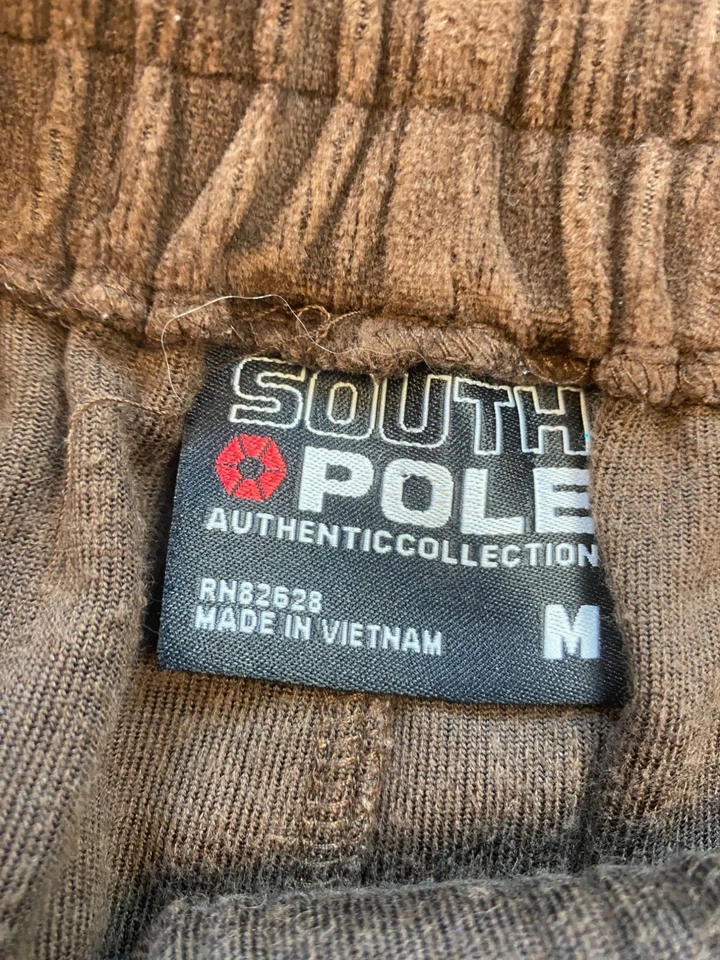 SOUTH
POLE
AUTHENTICCOLLECTION
RN82628
MADE IN VIETNAM
M